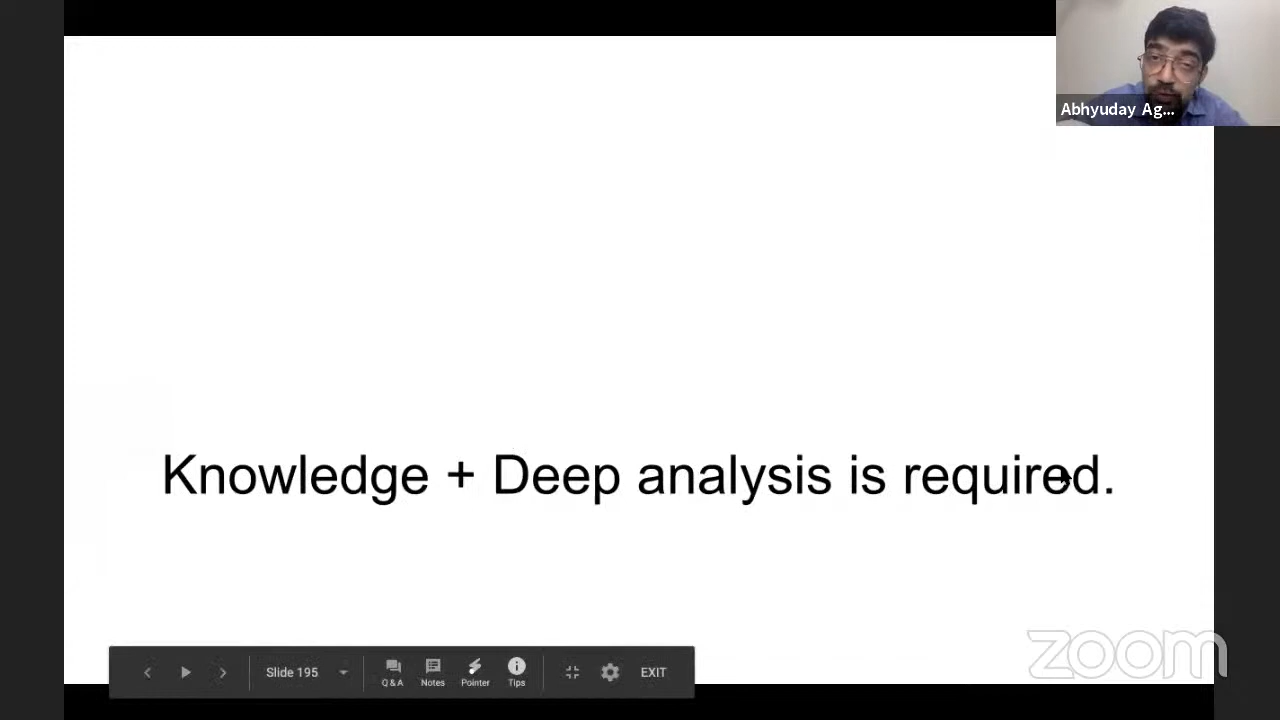 Abhyuday Ag...
Knowledge + Deep analysis is required.
zoom
Slide 195
Q & A
Notes
Pointer
Tips
EXIT